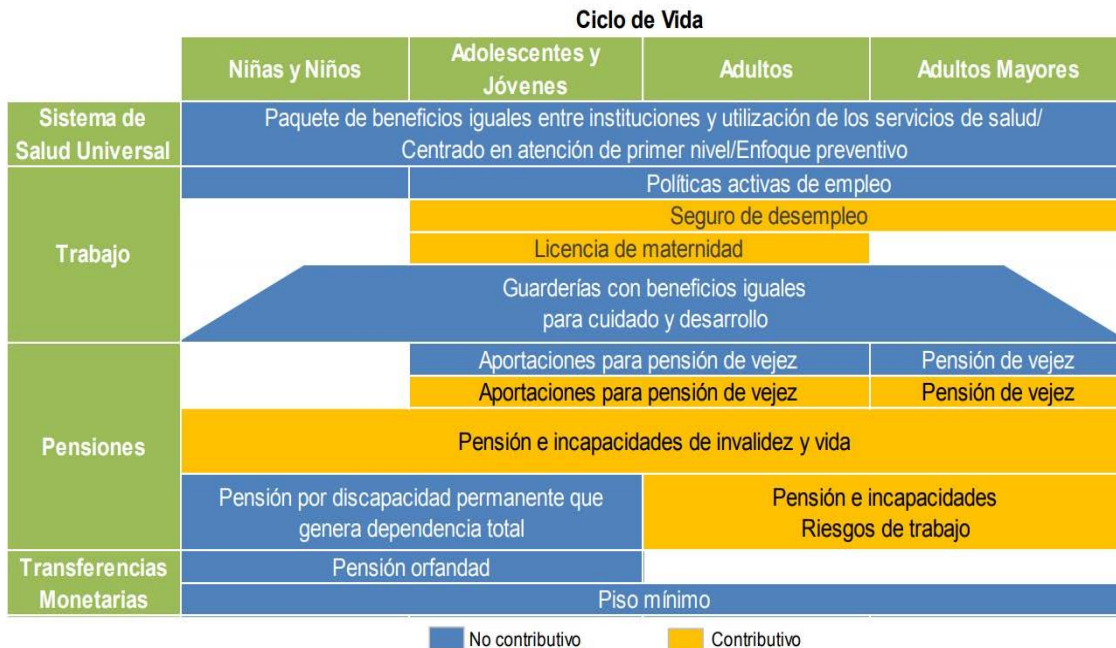 Ciclo de Vida
Niñas y Niños
Adolescentes y
Jóvenes
Adultos
Adultos Mayores
Sistema de
Salud Universal
Paquete de beneficios iguales entre instituciones y utilización de los servicios de salud/
Centrado en atención de primer nivel/Enfoque preventivo
Trabajo
Políticas activas de empleo
Seguro de desempleo
Licencia de maternidad
Guarderías con beneficios iguales
para cuidado y desarrollo
Pensiones
Aportaciones para pensión de vejez
Pensión de vejez
Aportaciones para pensión de vejez
Pensión de vejez
Pensión e incapacidades de invalidez y vida
Pensión por discapacidad permanente que
genera dependencia total
Pensión e incapacidades
Riesgos de trabajo
Transferencias
Monetarias
Pensión orfandad
Piso mínimo
No contributivo
Contributivo